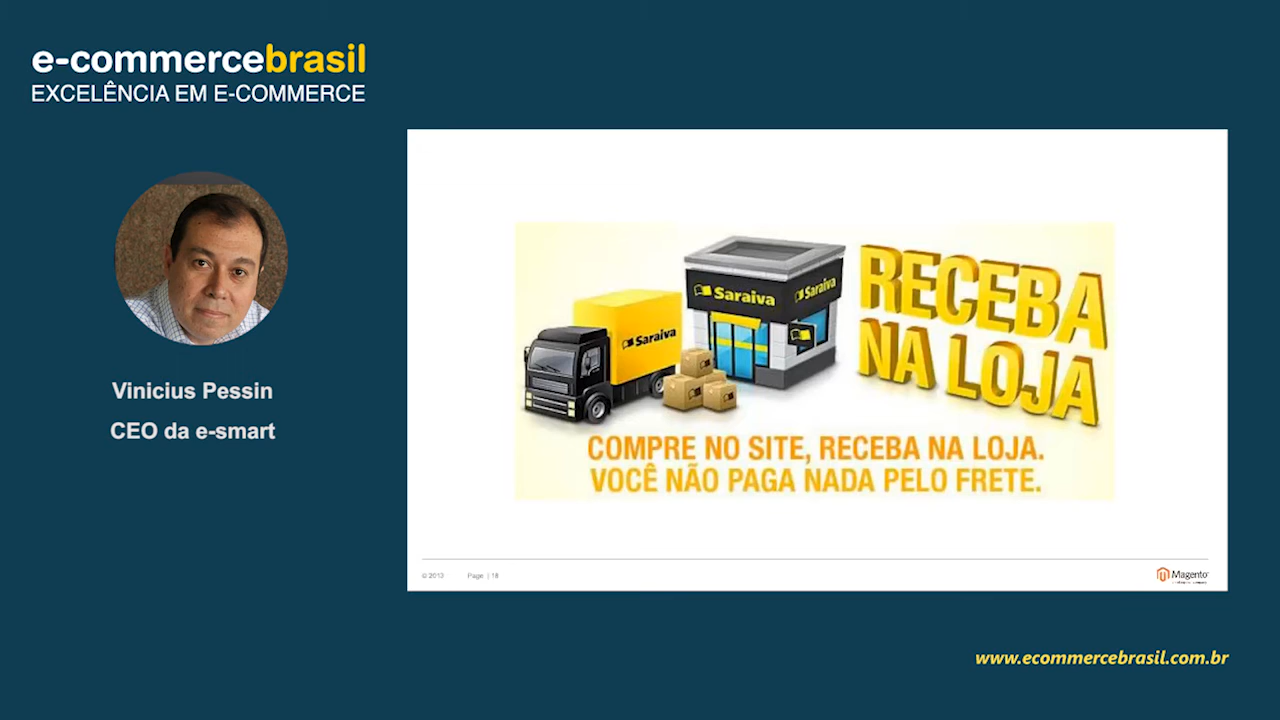 e-commercebrasil
EXCELÊNCIA EM E-COMMERCE
Vinicius Pessin
CEO da e-smart
Saraiva
Saraiva
Saraiva
RECEBA
NA LOJA
COMPRE NO SITE, RECEBA NA LOJA.
VOCÊ NÃO PAGA NADA PELO FRETE.
© 2013 Page | 18
Magento
www.ecommercebrasil.com.br